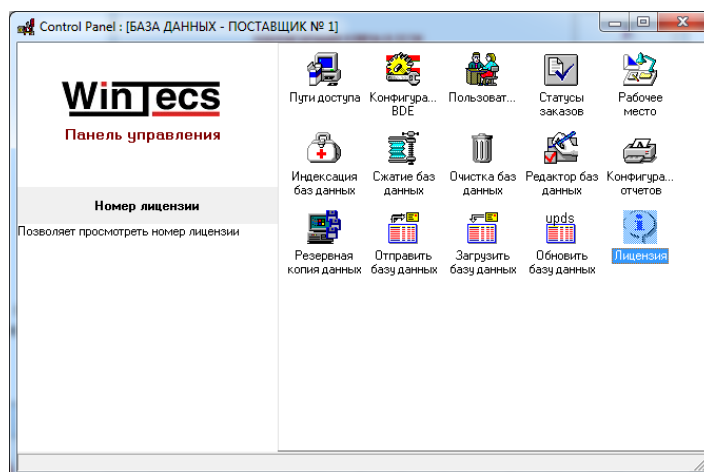 Control Panel : [БАЗА ДАННЫХ - ПОСТАВЩИК № 1]
WinTecs
Панель управления
Номер лицензии
Позволяет просмотреть номер лицензии
Пути доступа Конфигура... Пользоват... Статусы Рабочее
BDE заказов место
Индексация Сжатие баз Очистка баз Редактор баз Конфигура...
баз данных данных данных данных отчетов
upds
Резервная Отправить Загрузить Обновить Лицензия
копия данных базу данных базу данных базу данных